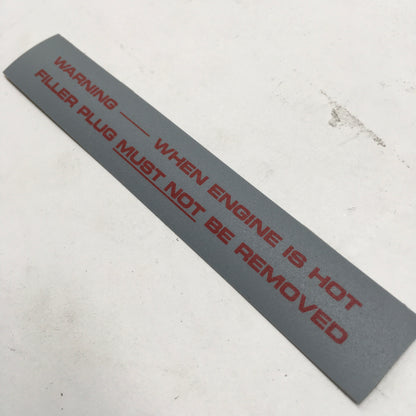 WARNING — WHEN ENGINE IS HOT
FILLER PLUG MUST NOT BE REMOVED